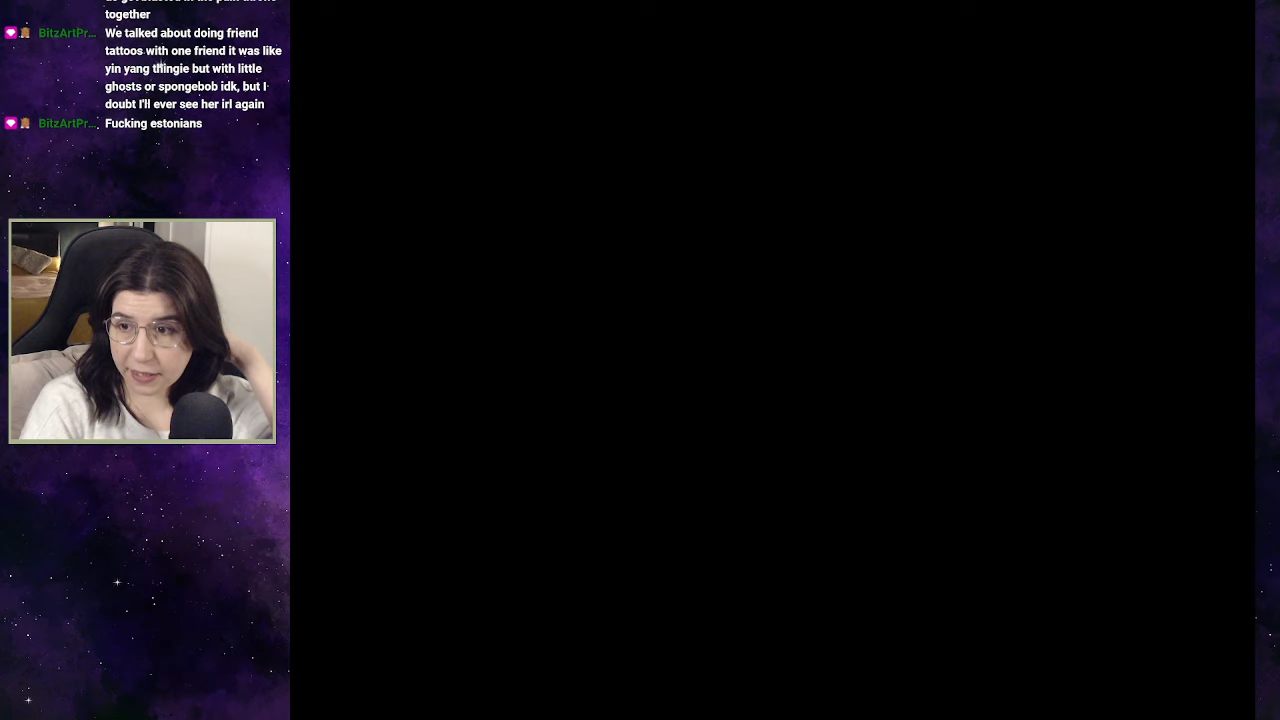 together
BitzArtPr... We talked about doing friend
tattoos with one friend it was like
yin yang thingie but with little
ghosts or spongebob idk, but I
doubt I'll ever see her irl again
BitzArtPr... Fucking estonians